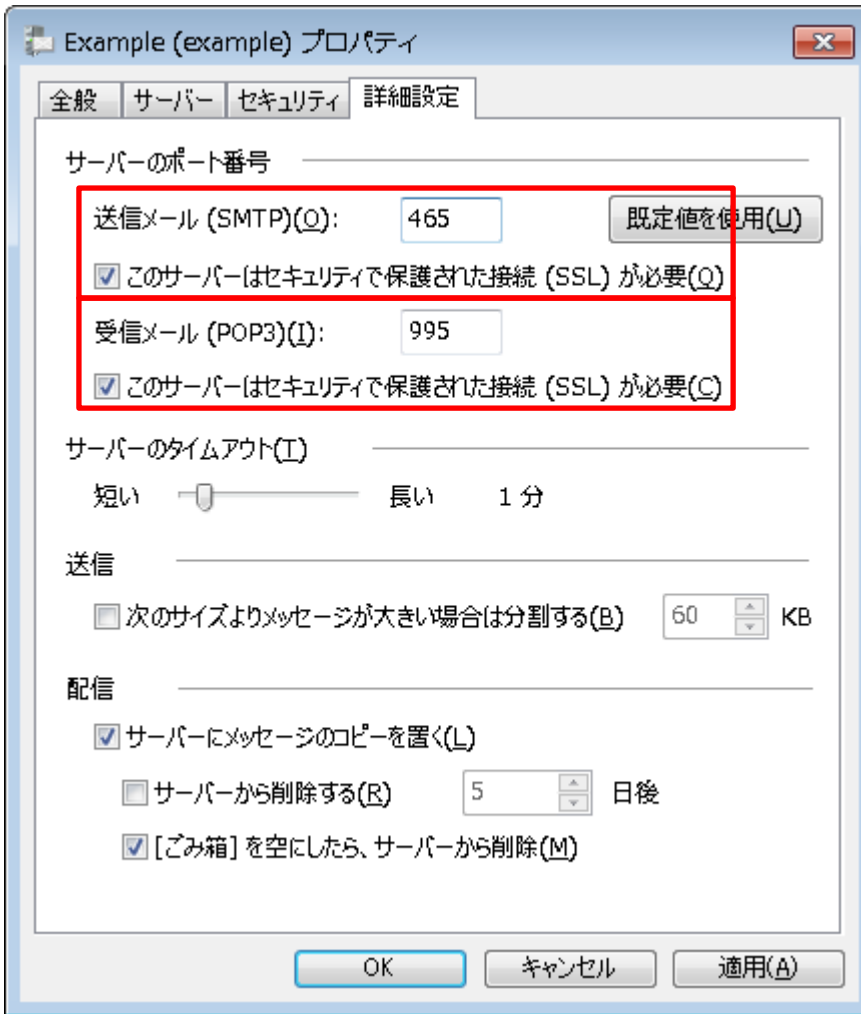 Example (example) プロパティ
全般 サーバー セキュリティ 詳細設定
サーバーのポート番号
送信メール (SMTP)(O): 465 既定値を使用(U)
このサーバーはセキュリティで保護された接続 (SSL) が必要(Q)
受信メール (POP3)(I): 995
このサーバーはセキュリティで保護された接続 (SSL) が必要(C)
サーバーのタイムアウト(T)
短い 長い 1 分
送信
次のサイズよりメッセージが大きい場合は分割する(B) 60 KB
配信
サーバーにメッセージのコピーを置く(L)
サーバーから削除する(R) 5 日後
[ごみ箱] を空にしたら、サーバーから削除(M)
OK キャンセル 適用(A)